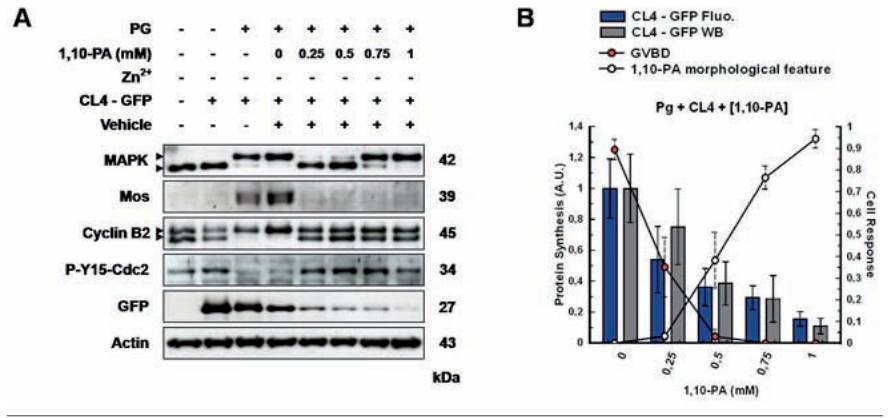 A
PG - - + + + + + +
1,10-PA (mM) 0 0,25 0,5 0,75 1
Zn2+ - - - - - - - -
CL4 - GFP - + + + + + + +
Vehicle - - - + + + + +
MAPK 42
Mos 39
Cyclin B2 45
P-Y15-Cdc2 34
GFP 27
Actin 43
kDa
B
CL4 - GFP Fluo.
CL4 - GFP WB
GVBD
1,10-PA morphological feature
Pg + CL4 + [1,10-PA]
Protein Synthesis (A.U.)
1,4
1,2
1
0,8
0,6
0,4
0,2
0
1
0,9
0,8
0,7
0,6
0,5
0,4
0,3
0,2
0,1
0
Cell Response
0 0,25 0,5 0,75 1
1,10-PA (mM)